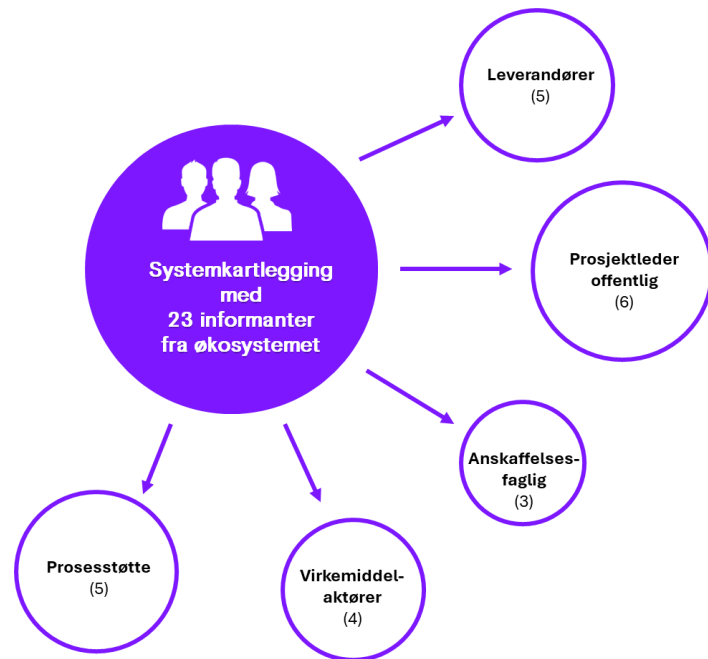 Systemkartlegging
med
23 informanter
fra økosystemet
Leverandører
(5)
Prosjektleder
offentlig
(6)
Anskaffelses-
faglig
(3)
Virkemiddel-
aktører
(4)
Prosesstøtte
(5)